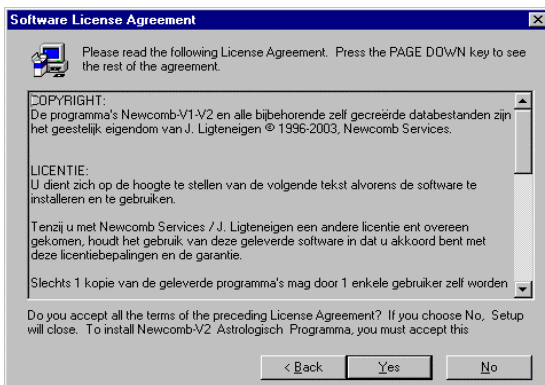 Software License Agreement
Please read the following License Agreement. Press the PAGE DOWN key to see
the rest of the agreement.
COPYRIGHT:
De programma's Newcomb-V1-V2 en alle bijbehorende zelf gecreërde databestanden zijn
het geestelijk eigendom van J. Ligteneigen © 1996-2003, Newcomb Services.
LICENTIE:
U dient zich op de hoogte te stellen van de volgende tekst alvorens de software te
installeren en te gebruiken.
Tenzij u met Newcomb Services / J. Ligteneigen een andere licentie ent overeen
gekomen, houdt het gebruik van deze geleverde software in dat u akkoord bent met
deze licentiebepalingen en de garantie.
Slechts 1 kopie van de geleverde programma's mag door 1 enkele gebruiker zelf worden
Do you accept all the terms of the preceding License Agreement? If you choose No, Setup
will close. To install Newcomb-V2 Astrologisch Programma, you must accept this
< Back
Yes
No